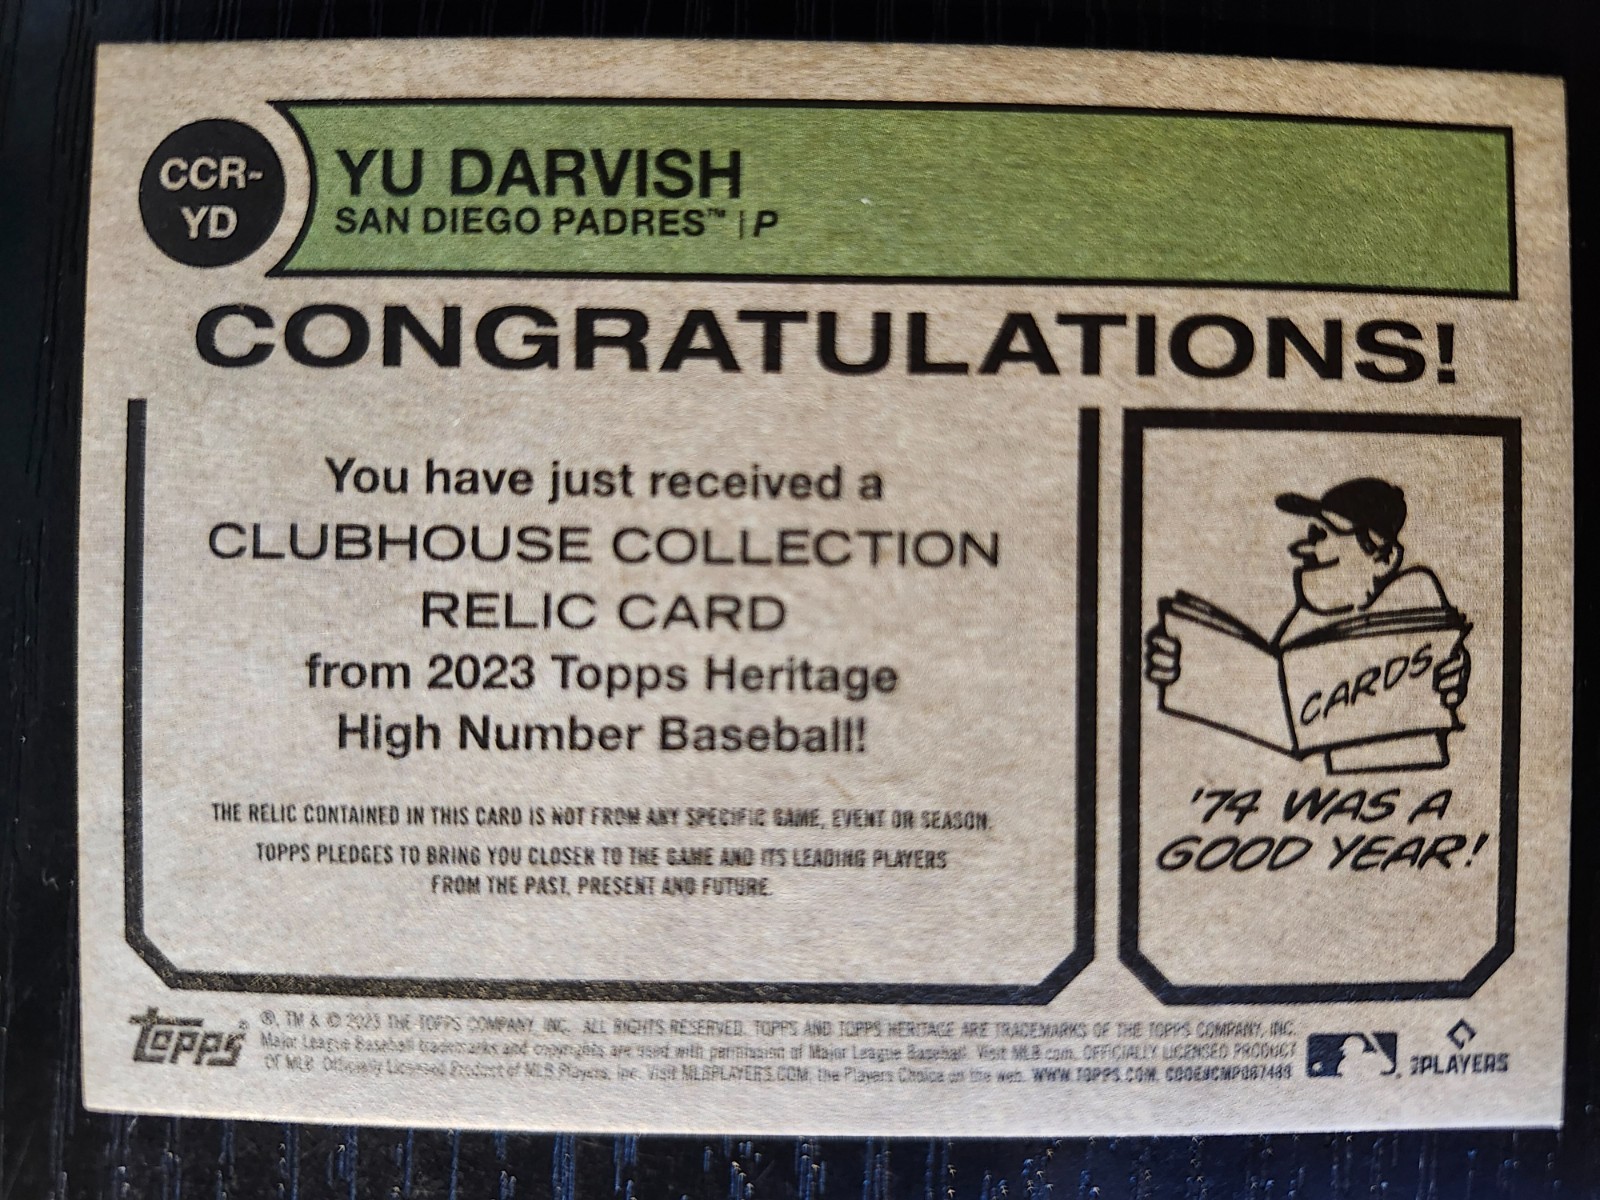 CCR-
YD
YU DARVISH
SAN DIEGO PADRES™ | P
CONGRATULATIONS!
You have just received a
CLUBHOUSE COLLECTION
RELIC CARD
from 2023 Topps Heritage
High Number Baseball!
THE RELIC CONTAINED IN THIS CARD IS NOT FROM ANY SPECIFIC GAME, EVENT OR SEASON.
TOPPS PLEDGES TO BRING YOU CLOSER TO THE GAME AND ITS LEADING PLAYERS
FROM THE PAST, PRESENT AND FUTURE.
CARDS
'74 WAS A
GOOD YEAR!
topps®
®, TM & © 2023 THE TOPPS COMPANY, INC. ALL RIGHTS RESERVED. TOPPS AND TOPPS HERITAGE ARE TRADEMARKS OF THE TOPPS COMPANY, INC.
Major League Baseball trademarks and copyrights are used with permission of Major League Baseball. Visit MLB.com. OFFICIALLY LICENSED PRODUCT
OF MLB Officially Licensed Product of MLB Players, Inc. Visit MLBPLAYERS.COM, the Players Choice on the web. WWW.TOPPS.COM.
PLAYERS